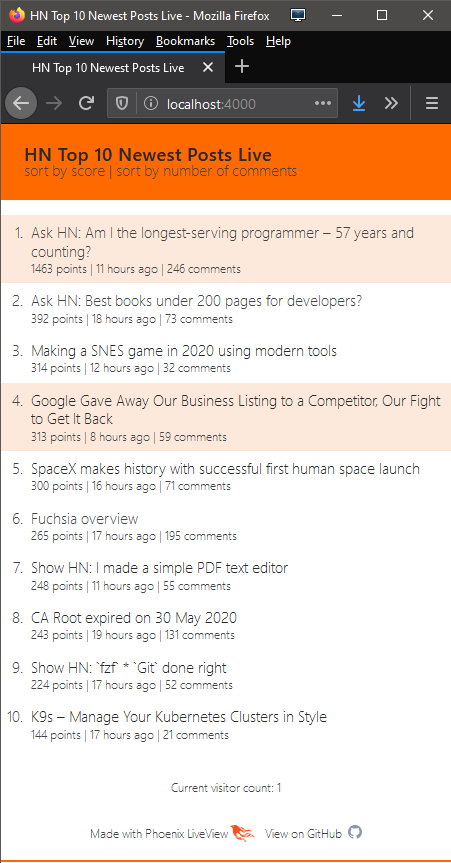 HN Top 10 Newest Posts Live - Mozilla Firefox
File Edit View History Bookmarks Tools Help
HN Top 10 Newest Posts Live
localhost:4000
HN Top 10 Newest Posts Live
sort by score | sort by number of comments
1. Ask HN: Am I the longest-serving programmer – 57 years and
counting?
1463 points | 11 hours ago | 246 comments
2. Ask HN: Best books under 200 pages for developers?
392 points | 18 hours ago | 73 comments
3. Making a SNES game in 2020 using modern tools
314 points | 12 hours ago | 32 comments
4. Google Gave Away Our Business Listing to a Competitor, Our Fight
to Get It Back
313 points | 8 hours ago | 59 comments
5. SpaceX makes history with successful first human space launch
300 points | 16 hours ago | 71 comments
6. Fuchsia overview
265 points | 17 hours ago | 195 comments
7. Show HN: I made a simple PDF text editor
248 points | 11 hours ago | 55 comments
8. CA Root expired on 30 May 2020
243 points | 19 hours ago | 131 comments
9. Show HN: `fzf` * `Git` done right
224 points | 17 hours ago | 52 comments
10. K9s – Manage Your Kubernetes Clusters in Style
144 points | 17 hours ago | 21 comments
Current visitor count: 1
Made with Phoenix LiveView View on GitHub